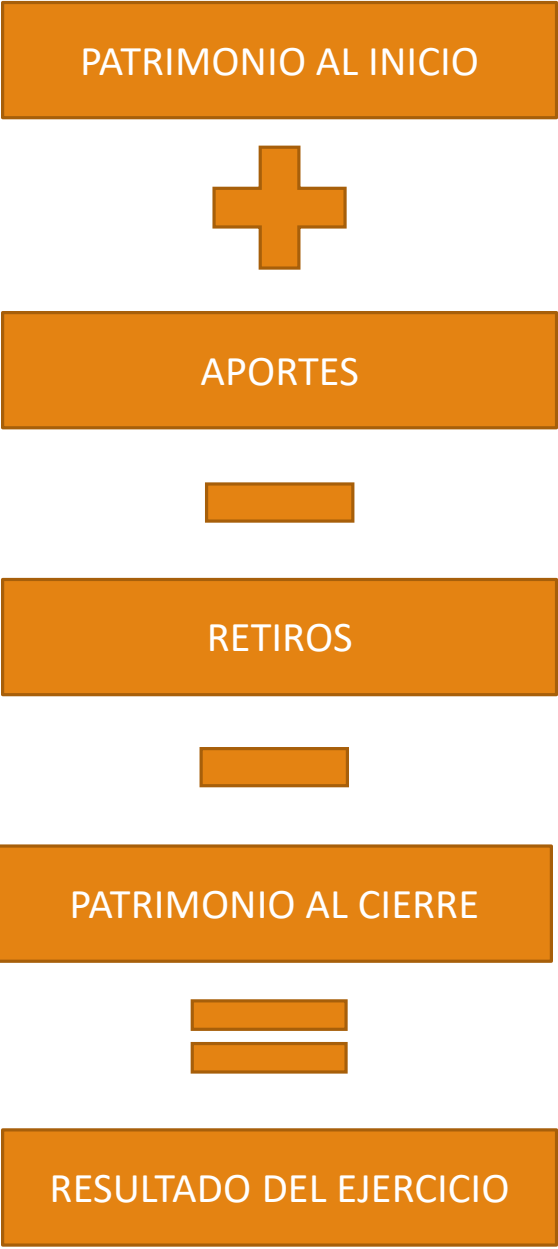 PATRIMONIO AL INICIO
APORTES
RETIROS
PATRIMONIO AL CIERRE
RESULTADO DEL EJERCICIO